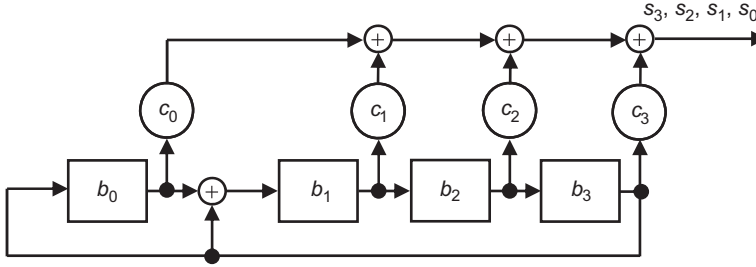 s₃, s₂, s₁, s₀
+ + +
c₀ c₁ c₂ c₃
b₀ + b₁ b₂ b₃